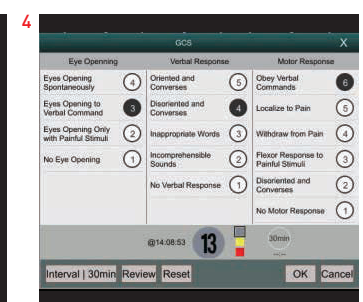 4
GCS X
Eye Openning Verbal Response Motor Response
Eyes Opening
Spontaneously 4
Oriented and
Converses 5
Obey Verbal
Commands 6
Eyes Opening to
Verbal Command 3
Disoriented and
Converses 4
Localize to Pain 5
Eyes Opening Only
with Painful Stimuli 2
Inappropriate Words 3
Withdraw from Pain 4
No Eye Opening 1
Incomprehensible
Sounds 2
Flexor Response to
Painful Stimuli 3
No Verbal Response 1
Disoriented and
Converses 2
No Motor Response 1
@14:08:53 13 30min
--:--
Interval | 30min Review Reset OK Cancel